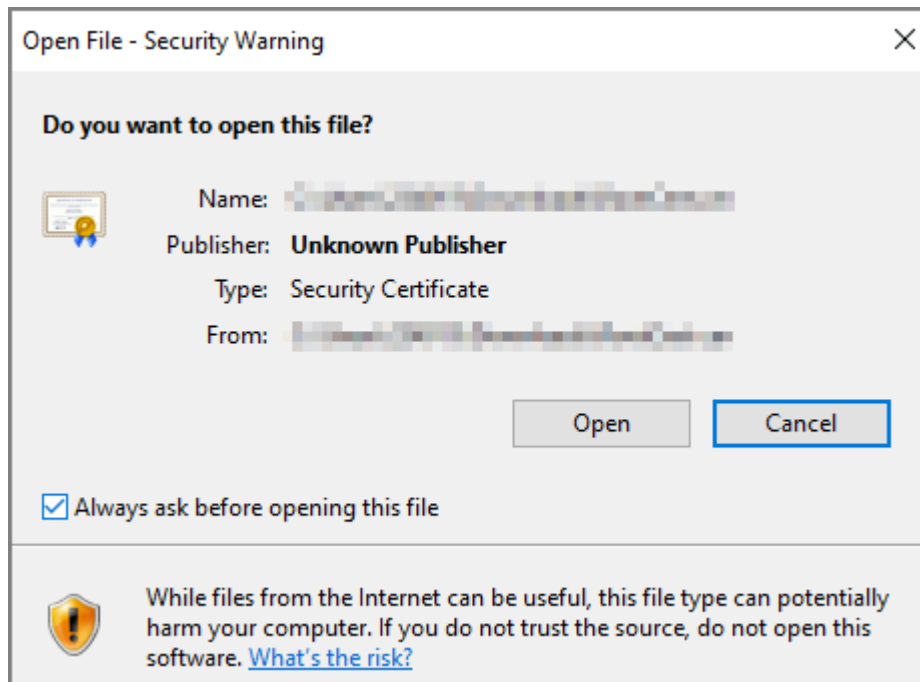 Open File - Security Warning
Do you want to open this file?
Name:
Publisher: Unknown Publisher
Type: Security Certificate
From:
Open Cancel
Always ask before opening this file
While files from the Internet can be useful, this file type can potentially
harm your computer. If you do not trust the source, do not open this
software. What's the risk?